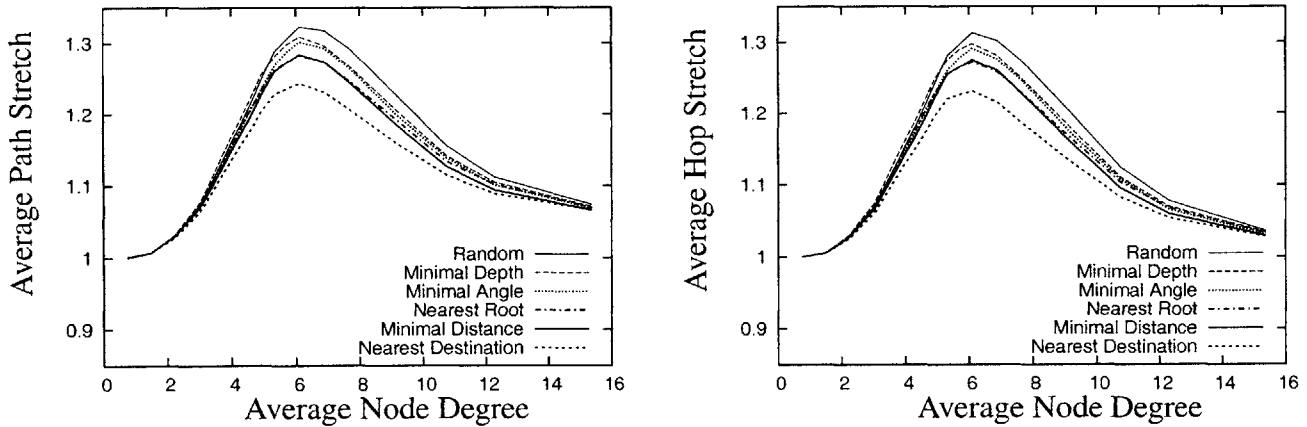 Average Path Stretch
1.3
1.2
1.1
1
0.9
Random
Minimal Depth
Minimal Angle
Nearest Root
Minimal Distance
Nearest Destination
0 2 4 6 8 10 12 14 16
Average Node Degree
Average Hop Stretch
1.3
1.2
1.1
1
0.9
Random
Minimal Depth
Minimal Angle
Nearest Root
Minimal Distance
Nearest Destination
0 2 4 6 8 10 12 14 16
Average Node Degree